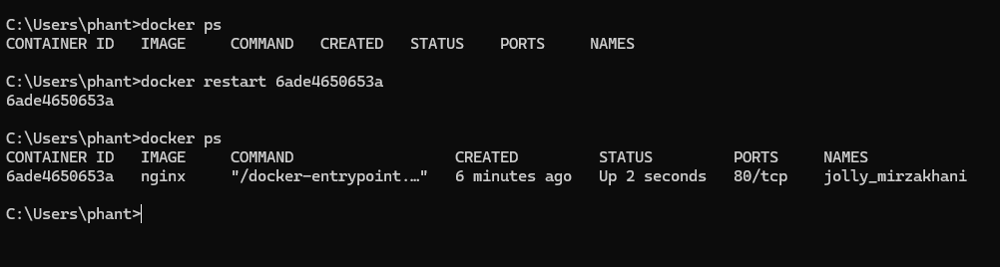 C:\Users\phant>docker ps
CONTAINER ID   IMAGE     COMMAND   CREATED   STATUS    PORTS     NAMES
C:\Users\phant>docker restart 6ade4650653a
6ade4650653a
C:\Users\phant>docker ps
CONTAINER ID   IMAGE     COMMAND                  CREATED         STATUS         PORTS     NAMES
6ade4650653a   nginx     "/docker-entrypoint.…"   6 minutes ago   Up 2 seconds   80/tcp    jolly_mirzakhani
C:\Users\phant>